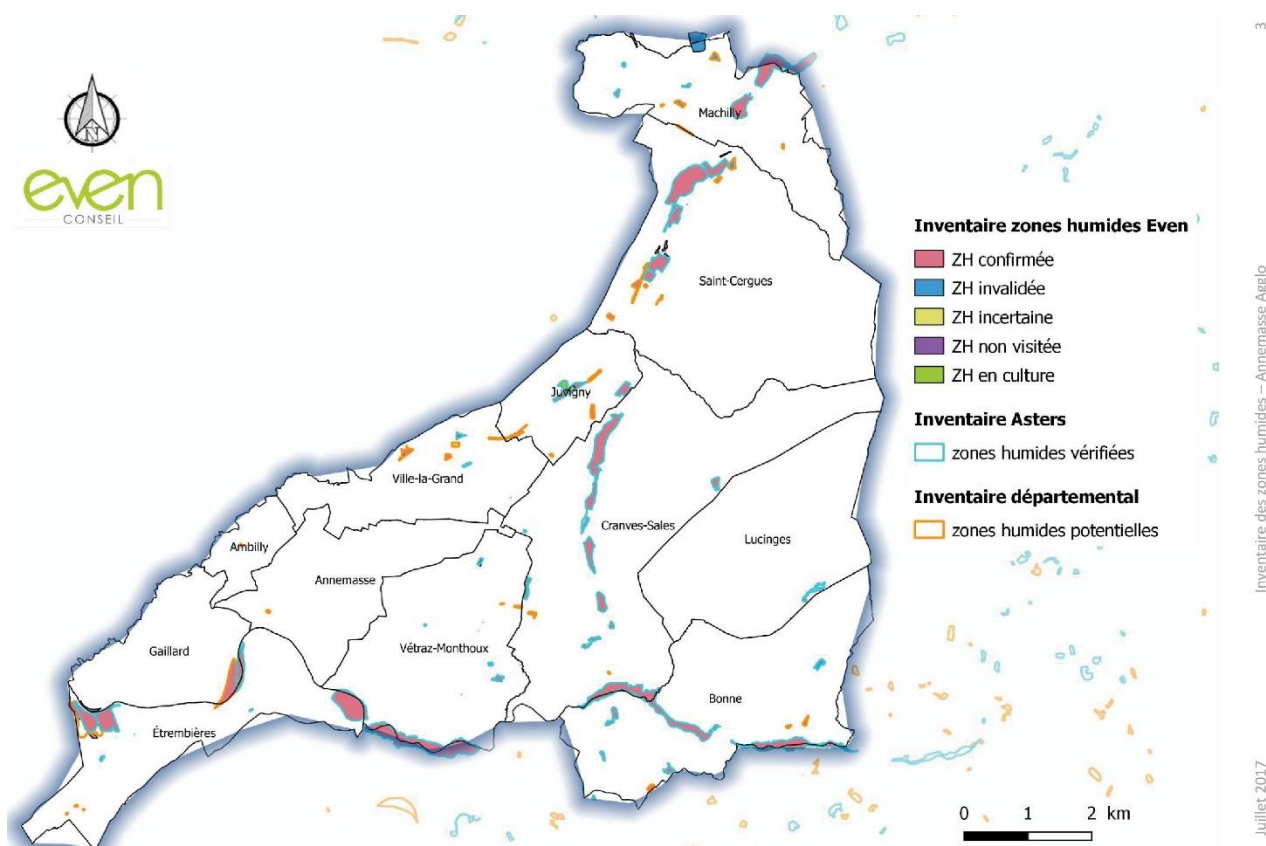 N
even
CONSEIL
Machilly
Saint-Cergues
Juvigny
Ville-la-Grand
Cranves-Sales
Lucinges
Ambilly
Annemasse
Gaillard
Vétraz-Monthoux
Bonne
Étrembières
Inventaire zones humides Even
ZH confirmée
ZH invalidée
ZH incertaine
ZH non visitée
ZH en culture
Inventaire Asters
zones humides vérifiées
Inventaire départemental
zones humides potentielles
0 1 2 km
3
Inventaire des zones humides – Annemasse Agglo
Juillet 2017